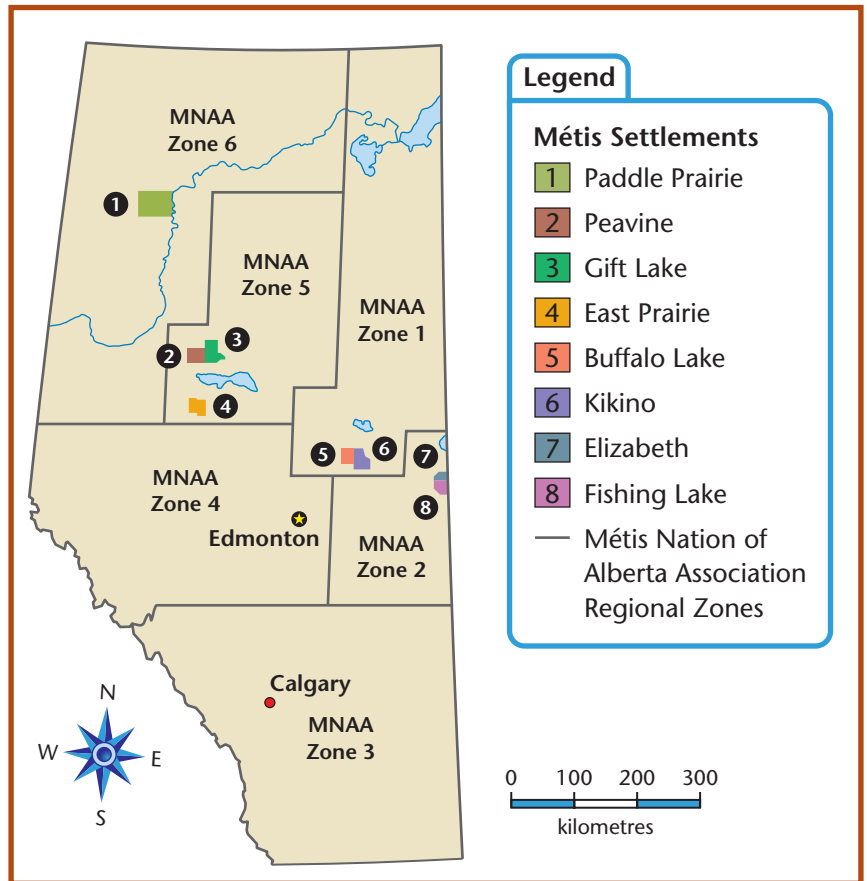 MNAA
Zone 6
1
MNAA
Zone 5
MNAA
Zone 1
3
2
4
5
6
7
8
MNAA
Zone 4
Edmonton
MNAA
Zone 2
Calgary
MNAA
Zone 3
N
W
E
S
Legend
Métis Settlements
1 Paddle Prairie
2 Peavine
3 Gift Lake
4 East Prairie
5 Buffalo Lake
6 Kikino
7 Elizabeth
8 Fishing Lake
Métis Nation of
Alberta Association
Regional Zones
0 100 200 300
kilometres